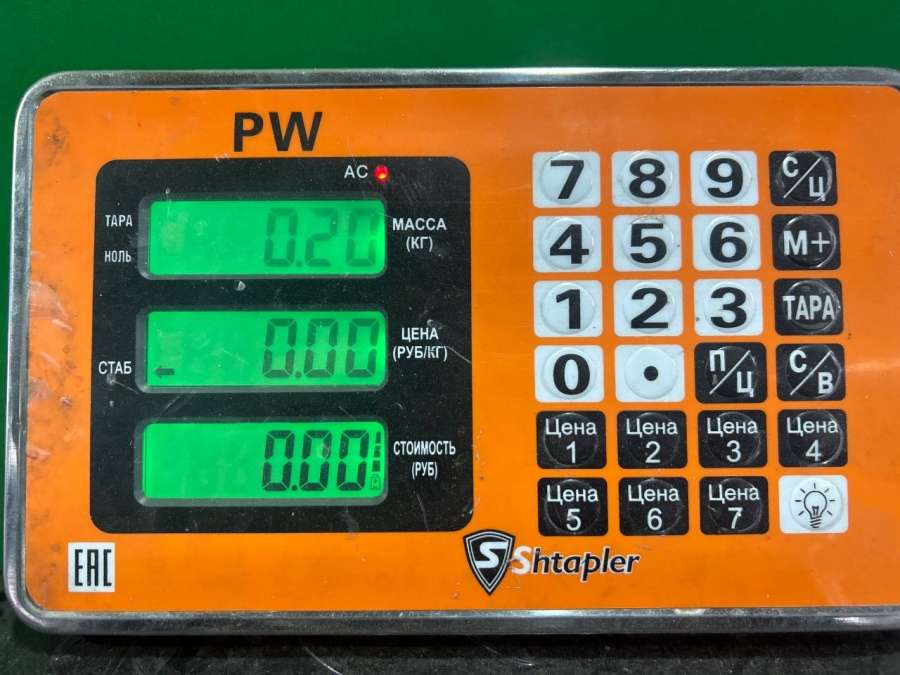 PW
AC
ТАРА
НОЛЬ
0.20
МАССА
(КГ)
СТАБ
0.00
ЦЕНА
(РУБ/КГ)
0.00
СТОИМОСТЬ
(РУБ)
7 8 9 С/Ц
4 5 6 М+
1 2 3 ТАРА
0 . П/Ц С/В
Цена 1 Цена 2 Цена 3 Цена 4
Цена 5 Цена 6 Цена 7
EAC
S Shtapler